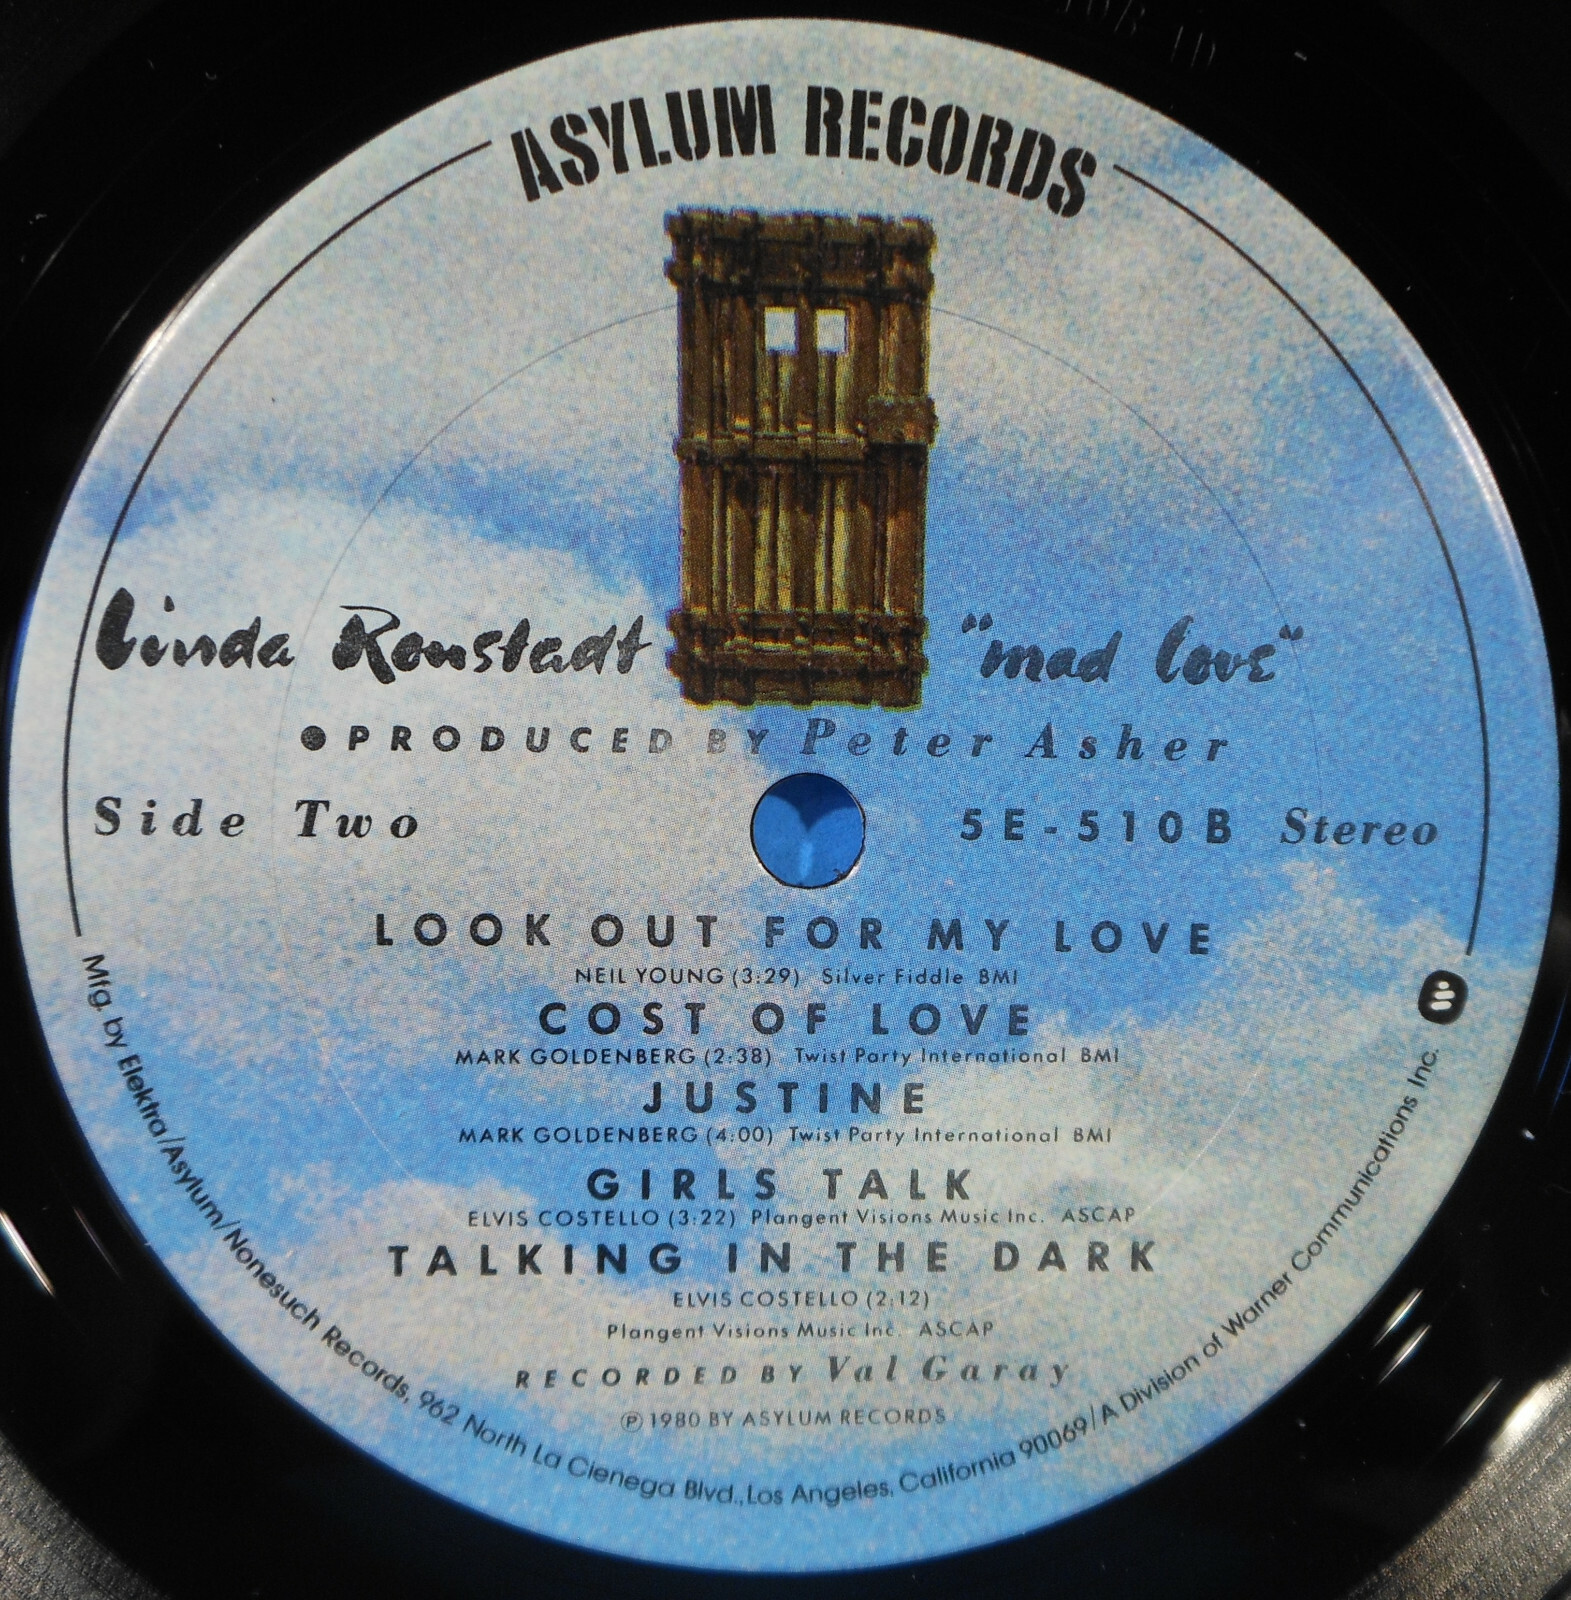 ASYLUM RECORDS
Linda Ronstadt "mad love"
●PRODUCED BY Peter Asher
Side Two 5E-510B Stereo
LOOK OUT FOR MY LOVE
NEIL YOUNG (3:29) Silver Fiddle BMI
COST OF LOVE
MARK GOLDENBERG (2:38) Twist Party International BMI
JUSTINE
MARK GOLDENBERG (4:00) Twist Party International BMI
GIRLS TALK
ELVIS COSTELLO (3:22) Plangent Visions Music Inc. ASCAP
TALKING IN THE DARK
ELVIS COSTELLO (2:12)
Plangent Visions Music Inc. ASCAP
RECORDED BY Val Garay
℗ 1980 BY ASYLUM RECORDS
Mfg. by Elektra/Asylum/Nonesuch Records, 962 North La Cienega Blvd., Los Angeles, California 90069/A Division of Warner Communications Inc.